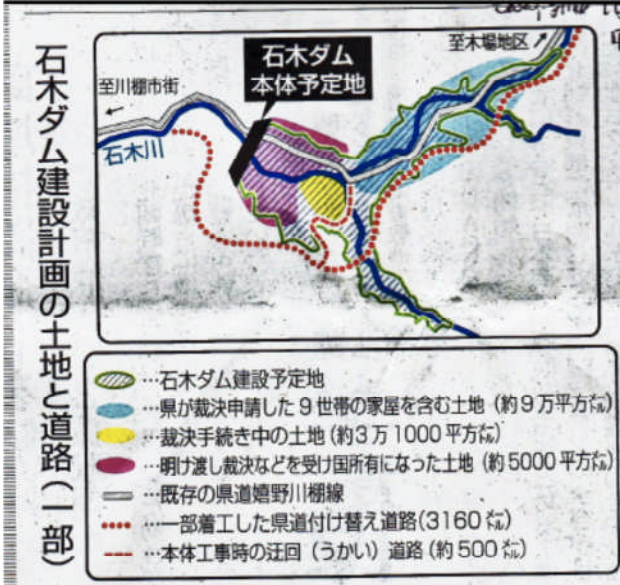 石木ダム建設計画の土地と道路(一部)
石木ダム
本体予定地
至木場地区
至川棚市街
石木川
…石木ダム建設予定地
…県が裁決申請した9世帯の家屋を含む土地(約9万平方㍍)
…裁決手続き中の土地(約3万1000平方㍍)
…明け渡し裁決などを受け国所有になった土地(約5000平方㍍)
…既存の県道嬉野川棚線
…一部着工した県道付け替え道路(3160㍍)
…本体工事時の迂回(うかい)道路(約500㍍)